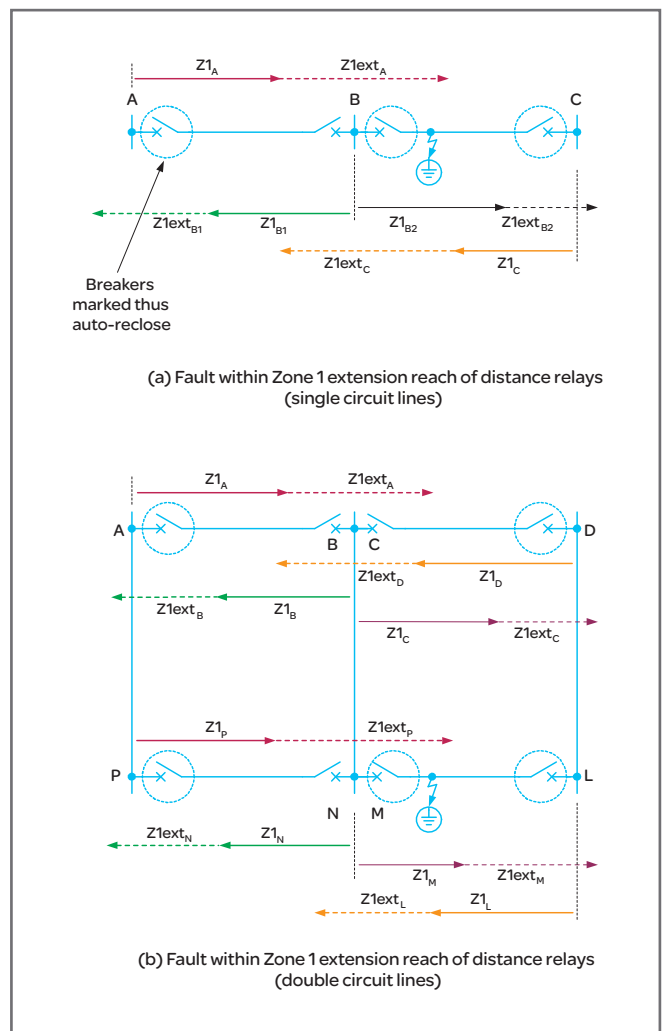 Z1A Z1extA
A B C
Z1extB1 Z1B1 Z1B2 Z1extB2
Z1extC Z1C
Breakers
marked thus
auto-reclose
(a) Fault within Zone 1 extension reach of distance relays
(single circuit lines)
Z1A Z1extA
A B C D
Z1extD Z1D
Z1extB Z1B
Z1C Z1extC
Z1P Z1extP
P N M L
Z1extN Z1N
Z1M Z1extM
Z1extL Z1L
(b) Fault within Zone 1 extension reach of distance relays
(double circuit lines)